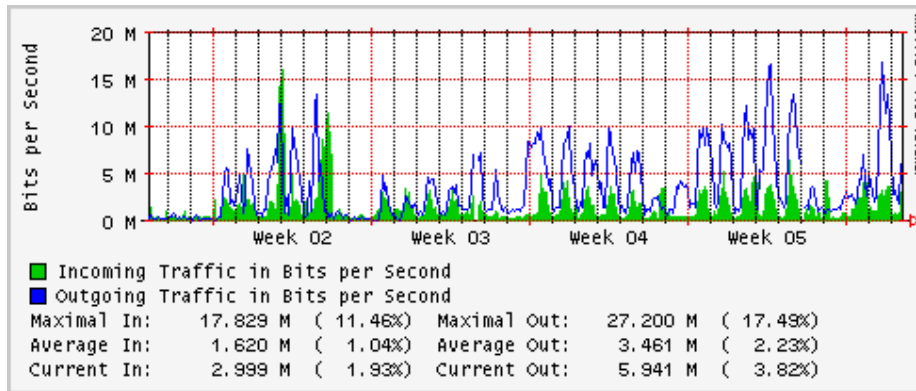 20 M
15 M
10 M
5 M
0 M
Bits per Second
Week 02 Week 03 Week 04 Week 05
Incoming Traffic in Bits per Second
Outgoing Traffic in Bits per Second
Maximal In: 17.829 M ( 11.46%) Maximal Out: 27.200 M ( 17.49%)
Average In: 1.620 M ( 1.04%) Average Out: 3.461 M ( 2.23%)
Current In: 2.999 M ( 1.93%) Current Out: 5.941 M ( 3.82%)